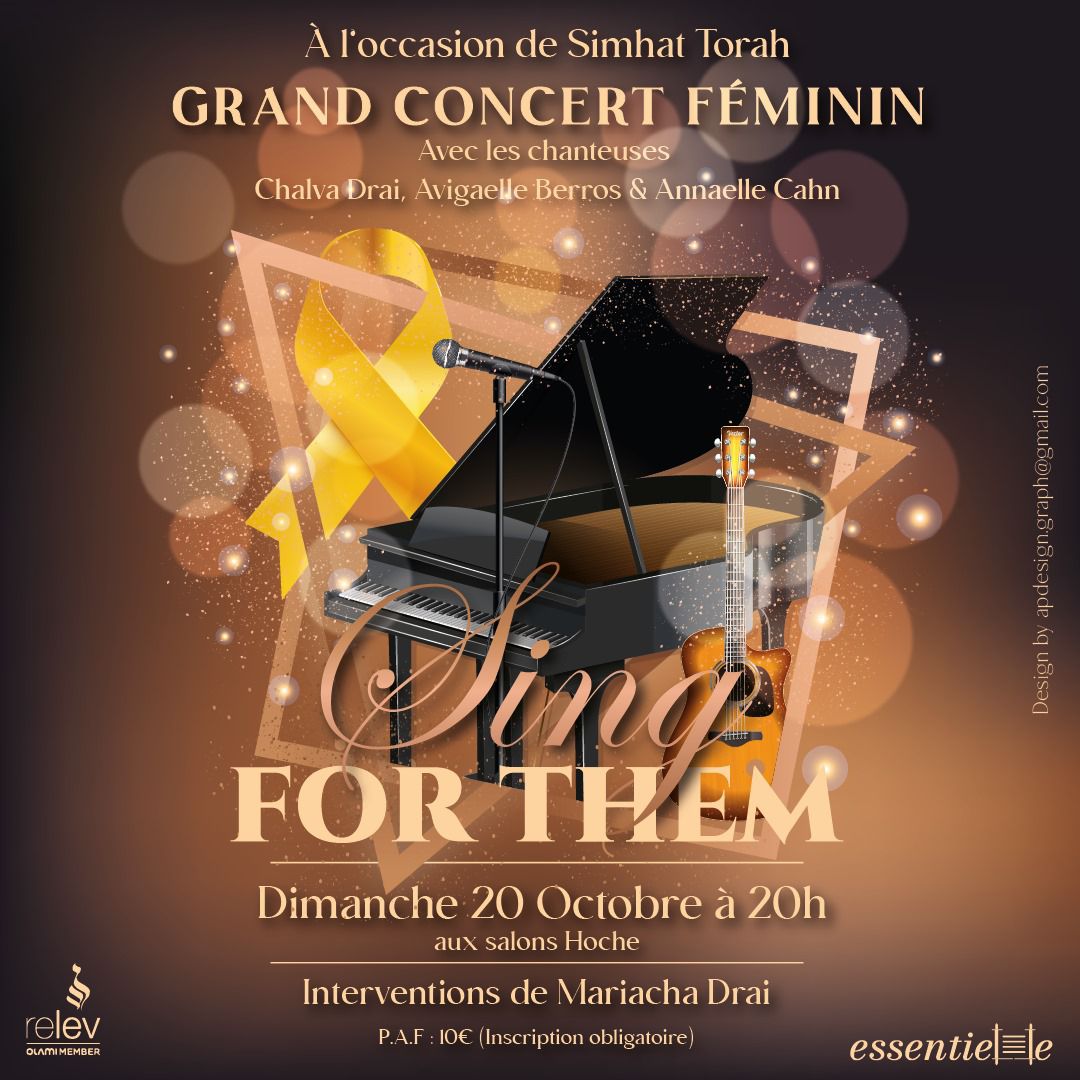 À l'occasion de Simhat Torah
GRAND CONCERT FÉMININ
Avec les chanteuses
Chalva Drai, Avigaelle Berros & Annaelle Cahn
Sing
FOR THEM
Dimanche 20 Octobre à 20h
aux salons Hoche
Interventions de Mariacha Drai
P.A.F : 10€ (Inscription obligatoire)
relev
OLAMI MEMBER
essentielle
Design by apdesign.graph@gmail.com